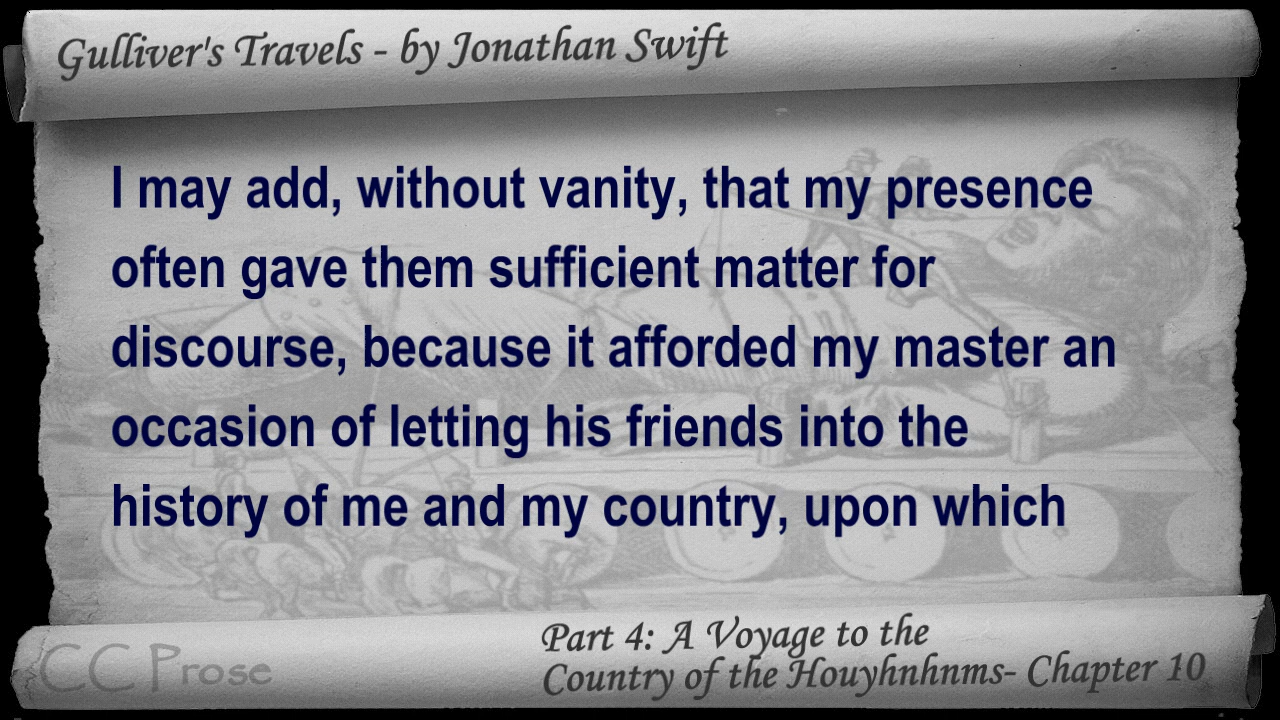 Gulliver's Travels - by Jonathan Swift
I may add, without vanity, that my presence
often gave them sufficient matter for
discourse, because it afforded my master an
occasion of letting his friends into the
history of me and my country, upon which
Part 4: A Voyage to the
Country of the Houyhnhnms- Chapter 10
CC Prose